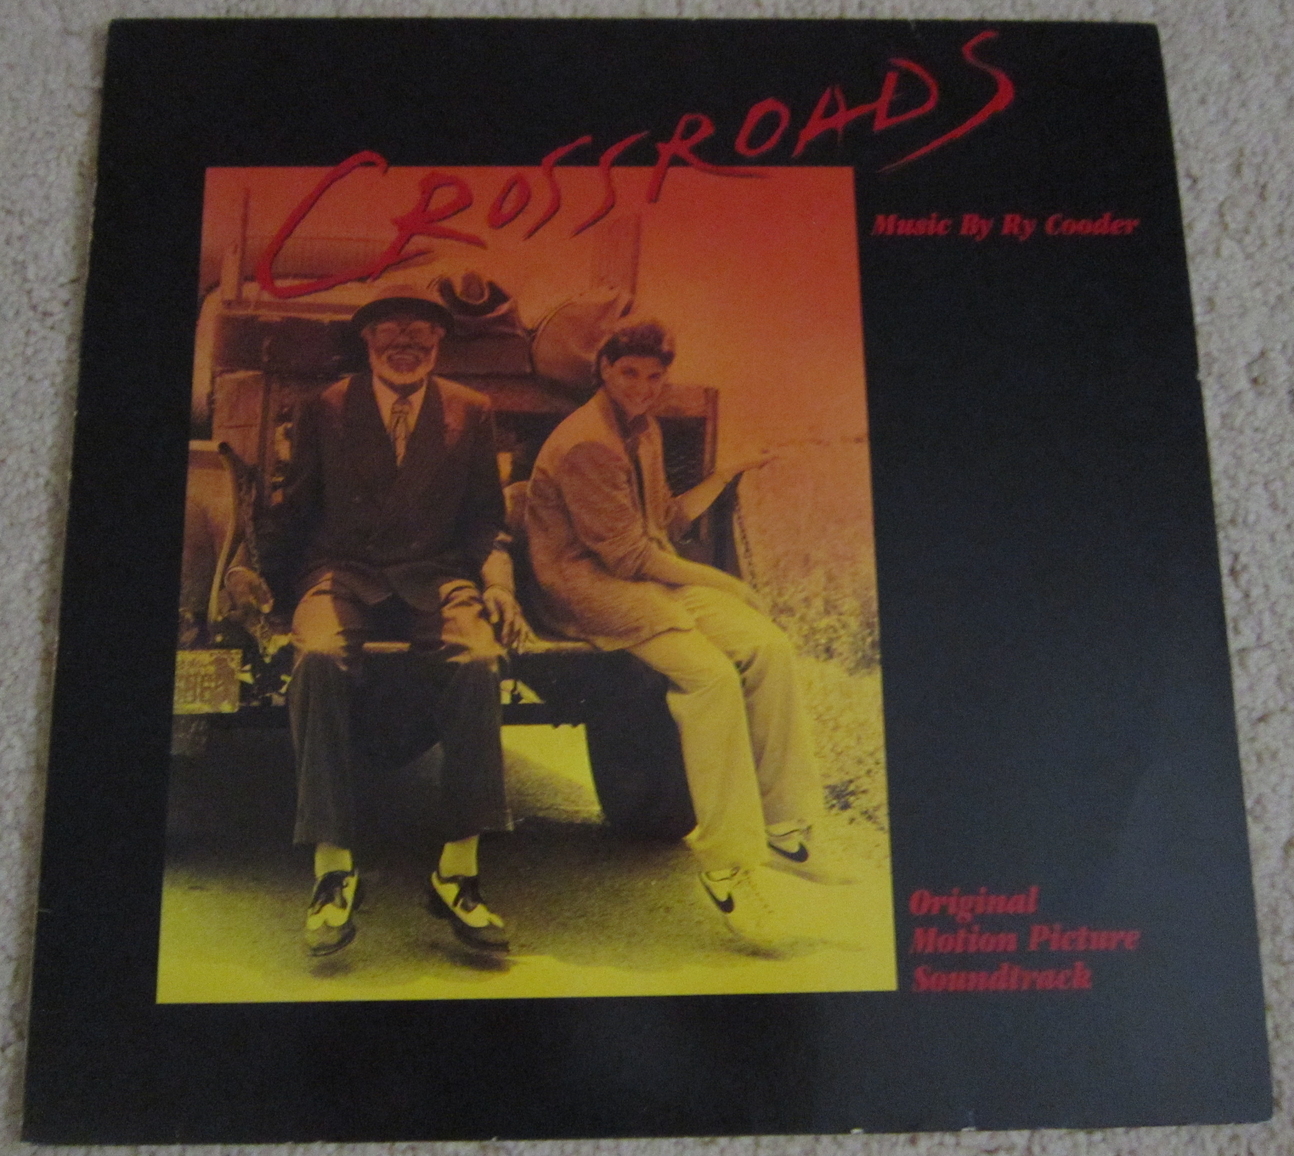 CROSSROADS
Music By Ry Cooder
Original
Motion Picture
Soundtrack